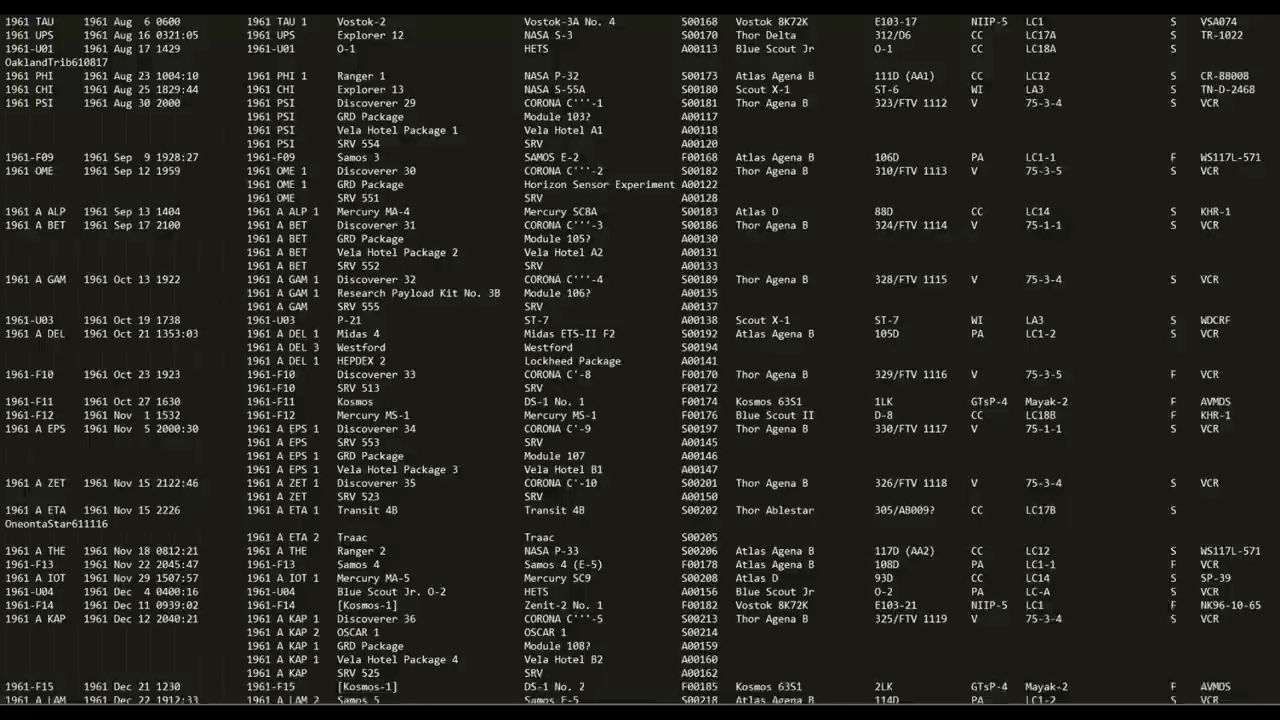 1961 TAU 1961 Aug 6 0600 1961 TAU 1 Vostok-2 Vostok-3A No. 4 S00168 Vostok 8K72K E103-17 NIIP-5 LC1 S VSA074
1961 UPS 1961 Aug 16 0321:05 1961 UPS Explorer 12 NASA S-3 S00170 Thor Delta 312/D6 CC LC17A S TR-1022
1961-U01 1961 Aug 17 1429 1961-U01 O-1 HETS A00113 Blue Scout Jr O-1 CC LC18A S
OaklandTrib610817
1961 PHI 1961 Aug 23 1004:10 1961 PHI 1 Ranger 1 NASA P-32 S00173 Atlas Agena B 111D (AA1) CC LC12 S CR-88008
1961 CHI 1961 Aug 25 1829:44 1961 CHI Explorer 13 NASA S-55A S00180 Scout X-1 ST-6 WI LA3 S TN-D-2468
1961 PSI 1961 Aug 30 2000 1961 PSI Discoverer 29 CORONA C'''-1 S00181 Thor Agena B 323/FTV 1112 V 75-3-4 S VCR
1961 PSI GRD Package Module 103? A00117
1961 PSI Vela Hotel Package 1 Vela Hotel A1 A00118
1961 PSI SRV 554 SRV A00120
1961-F09 1961 Sep 9 1928:27 1961-F09 Samos 3 SAMOS E-2 F00168 Atlas Agena B 106D PA LC1-1 F WS117L-571
1961 OME 1961 Sep 12 1959 1961 OME 1 Discoverer 30 CORONA C'''-2 S00182 Thor Agena B 310/FTV 1113 V 75-3-5 S VCR
1961 OME 1 GRD Package Horizon Sensor Experiment A00122
1961 OME SRV 551 SRV A00128
1961 A ALP 1961 Sep 13 1404 1961 A ALP 1 Mercury MA-4 Mercury SC8A S00183 Atlas D 88D CC LC14 S KHR-1
1961 A BET 1961 Sep 17 2100 1961 A BET Discoverer 31 CORONA C'''-3 S00186 Thor Agena B 324/FTV 1114 V 75-1-1 S VCR
1961 A BET GRD Package Module 105? A00130
1961 A BET Vela Hotel Package 2 Vela Hotel A2 A00131
1961 A BET SRV 552 SRV A00133
1961 A GAM 1961 Oct 13 1922 1961 A GAM 1 Discoverer 32 CORONA C'''-4 S00189 Thor Agena B 328/FTV 1115 V 75-3-4 S VCR
1961 A GAM 1 Research Payload Kit No. 3B Module 106? A00135
1961 A GAM SRV 555 SRV A00137
1961-U03 1961 Oct 19 1738 1961-U03 P-21 ST-7 A00138 Scout X-1 ST-7 WI LA3 S WDCRF
1961 A DEL 1961 Oct 21 1353:03 1961 A DEL 1 Midas 4 Midas ETS-II F2 S00192 Atlas Agena B 105D PA LC1-2 S VCR
1961 A DEL 3 Westford Westford S00194
1961 A DEL 1 HEPDEX 2 Lockheed Package A00141
1961-F10 1961 Oct 23 1923 1961-F10 Discoverer 33 CORONA C'-8 F00170 Thor Agena B 329/FTV 1116 V 75-3-5 F VCR
1961-F10 SRV 513 SRV F00172
1961-F11 1961 Oct 27 1630 1961-F11 Kosmos DS-1 No. 1 F00174 Kosmos 63S1 1LK GTsP-4 Mayak-2 F AVMDS
1961-F12 1961 Nov 1 1532 1961-F12 Mercury MS-1 Mercury MS-1 F00176 Blue Scout II D-8 CC LC18B F KHR-1
1961 A EPS 1961 Nov 5 2000:30 1961 A EPS 1 Discoverer 34 CORONA C'-9 S00197 Thor Agena B 330/FTV 1117 V 75-1-1 S VCR
1961 A EPS 1 SRV 553 SRV A00145
1961 A EPS 1 GRD Package Module 107 A00146
1961 A EPS 1 Vela Hotel Package 3 Vela Hotel B1 A00147
1961 A ZET 1961 Nov 15 2122:46 1961 A ZET 1 Discoverer 35 CORONA C'-10 S00201 Thor Agena B 326/FTV 1118 V 75-3-4 S VCR
1961 A ZET SRV 523 SRV A00150
1961 A ETA 1961 Nov 15 2226 1961 A ETA 1 Transit 4B Transit 4B S00202 Thor Ablestar 305/AB009? CC LC17B S
OneontaStar611116
1961 A ETA 2 Traac Traac S00205
1961 A THE 1961 Nov 18 0812:21 1961 A THE Ranger 2 NASA P-33 S00206 Atlas Agena B 117D (AA2) CC LC12 S WS117L-571
1961-F13 1961 Nov 22 2045:47 1961-F13 Samos 4 Samos 4 (E-5) F00178 Atlas Agena B 108D PA LC1-1 F VCR
1961 A IOT 1961 Nov 29 1507:57 1961 A IOT 1 Mercury MA-5 Mercury SC9 S00208 Atlas D 93D CC LC14 S SP-39
1961-U04 1961 Dec 4 0400:16 1961-U04 Blue Scout Jr. O-2 HETS A00156 Blue Scout Jr O-2 PA LC-A S VCR
1961-F14 1961 Dec 11 0939:02 1961-F14 [Kosmos-1] Zenit-2 No. 1 F00182 Vostok 8K72K E103-21 NIIP-5 LC1 F NK96-10-65
1961 A KAP 1961 Dec 12 2040:21 1961 A KAP 1 Discoverer 36 CORONA C'''-5 S00213 Thor Agena B 325/FTV 1119 V 75-3-4 S VCR
1961 A KAP 2 OSCAR 1 OSCAR 1 S00214
1961 A KAP 1 GRD Package Module 108? A00159
1961 A KAP 1 Vela Hotel Package 4 Vela Hotel B2 A00160
1961 A KAP SRV 525 SRV A00162
1961-F15 1961 Dec 21 1230 1961-F15 [Kosmos-1] DS-1 No. 2 F00185 Kosmos 63S1 2LK GTsP-4 Mayak-2 F AVMDS
1961 A LAM 1961 Dec 22 1912:33 1961 A LAM 2 Samos 5 Samos E-5 S00218 Atlas Agena B 114D PA LC1-2 S VCR